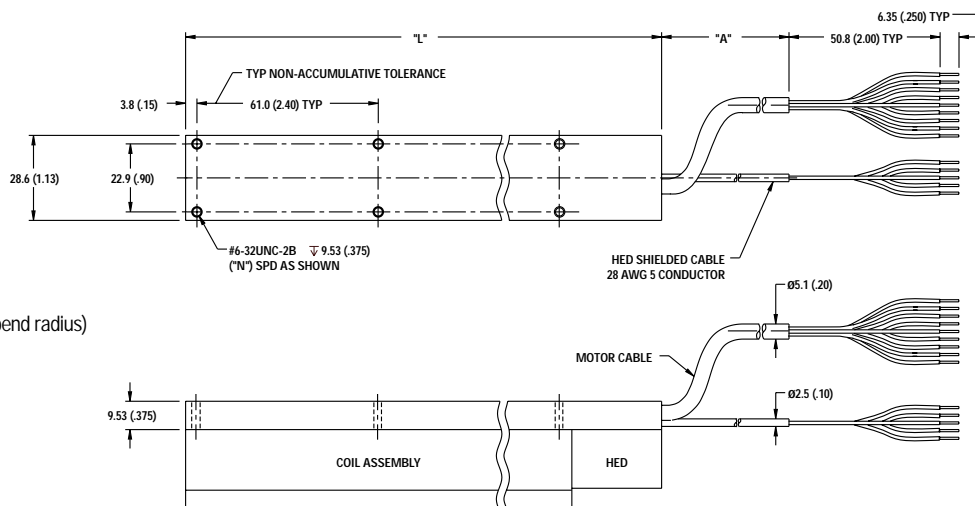 6.35 (.250) TYP
"L"
"A"
50.8 (2.00) TYP
TYP NON-ACCUMULATIVE TOLERANCE
3.8 (.15)
61.0 (2.40) TYP
28.6 (1.13)
22.9 (.90)
#6-32UNC-2B ↧ 9.53 (.375)
("N") SPD AS SHOWN
HED SHIELDED CABLE
28 AWG 5 CONDUCTOR
Ø5.1 (.20)
bend radius)
MOTOR CABLE
Ø2.5 (.10)
9.53 (.375)
COIL ASSEMBLY
HED